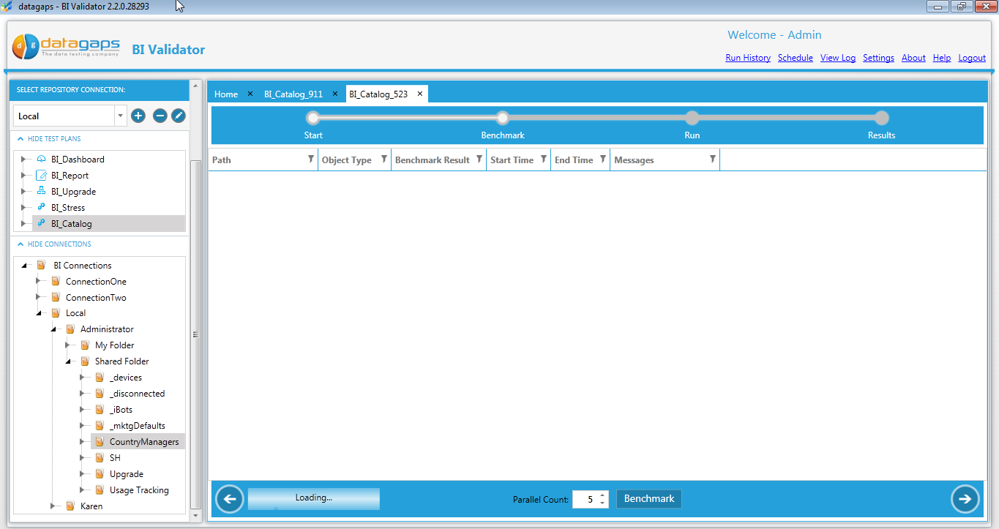 datagaps - BI Validator 2.2.0.28293
d g datagaps
The data testing company
BI Validator
Welcome - Admin
Run History Schedule View Log Settings About Help Logout
SELECT REPOSITORY CONNECTION:
Local
HIDE TEST PLANS
BI_Dashboard
BI_Report
BI_Upgrade
BI_Stress
BI_Catalog
HIDE CONNECTIONS
BI Connections
ConnectionOne
ConnectionTwo
Local
Administrator
My Folder
Shared Folder
_devices
_disconnected
_iBots
_mktgDefaults
CountryManagers
SH
Upgrade
Usage Tracking
Karen
Home BI_Catalog_911 BI_Catalog_523
Start Benchmark Run Results
Path Object Type Benchmark Result Start Time End Time Messages
Loading... Parallel Count: 5 Benchmark